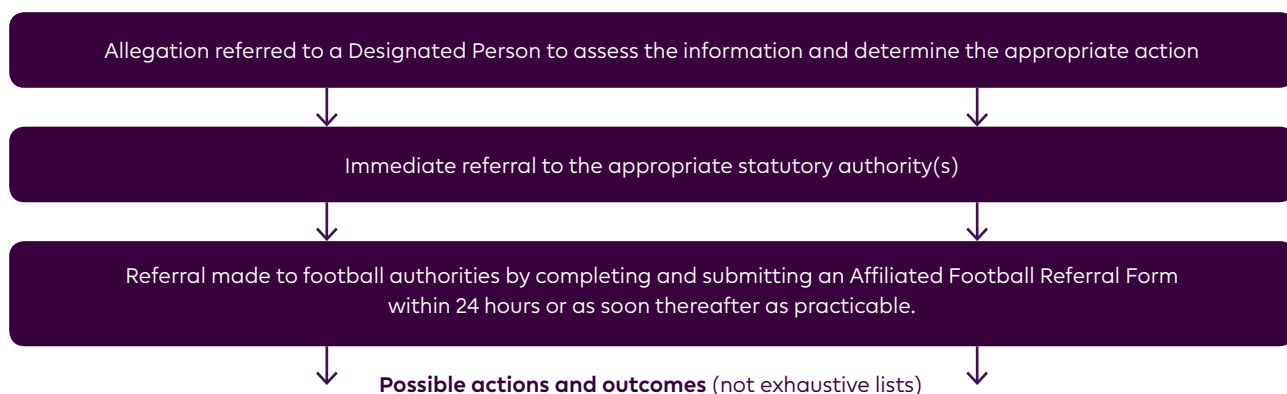 Allegation referred to a Designated Person to assess the information and determine the appropriate action
Immediate referral to the appropriate statutory authority(s)
Referral made to football authorities by completing and submitting an Affiliated Football Referral Form
within 24 hours or as soon thereafter as practicable.
Possible actions and outcomes (not exhaustive lists)